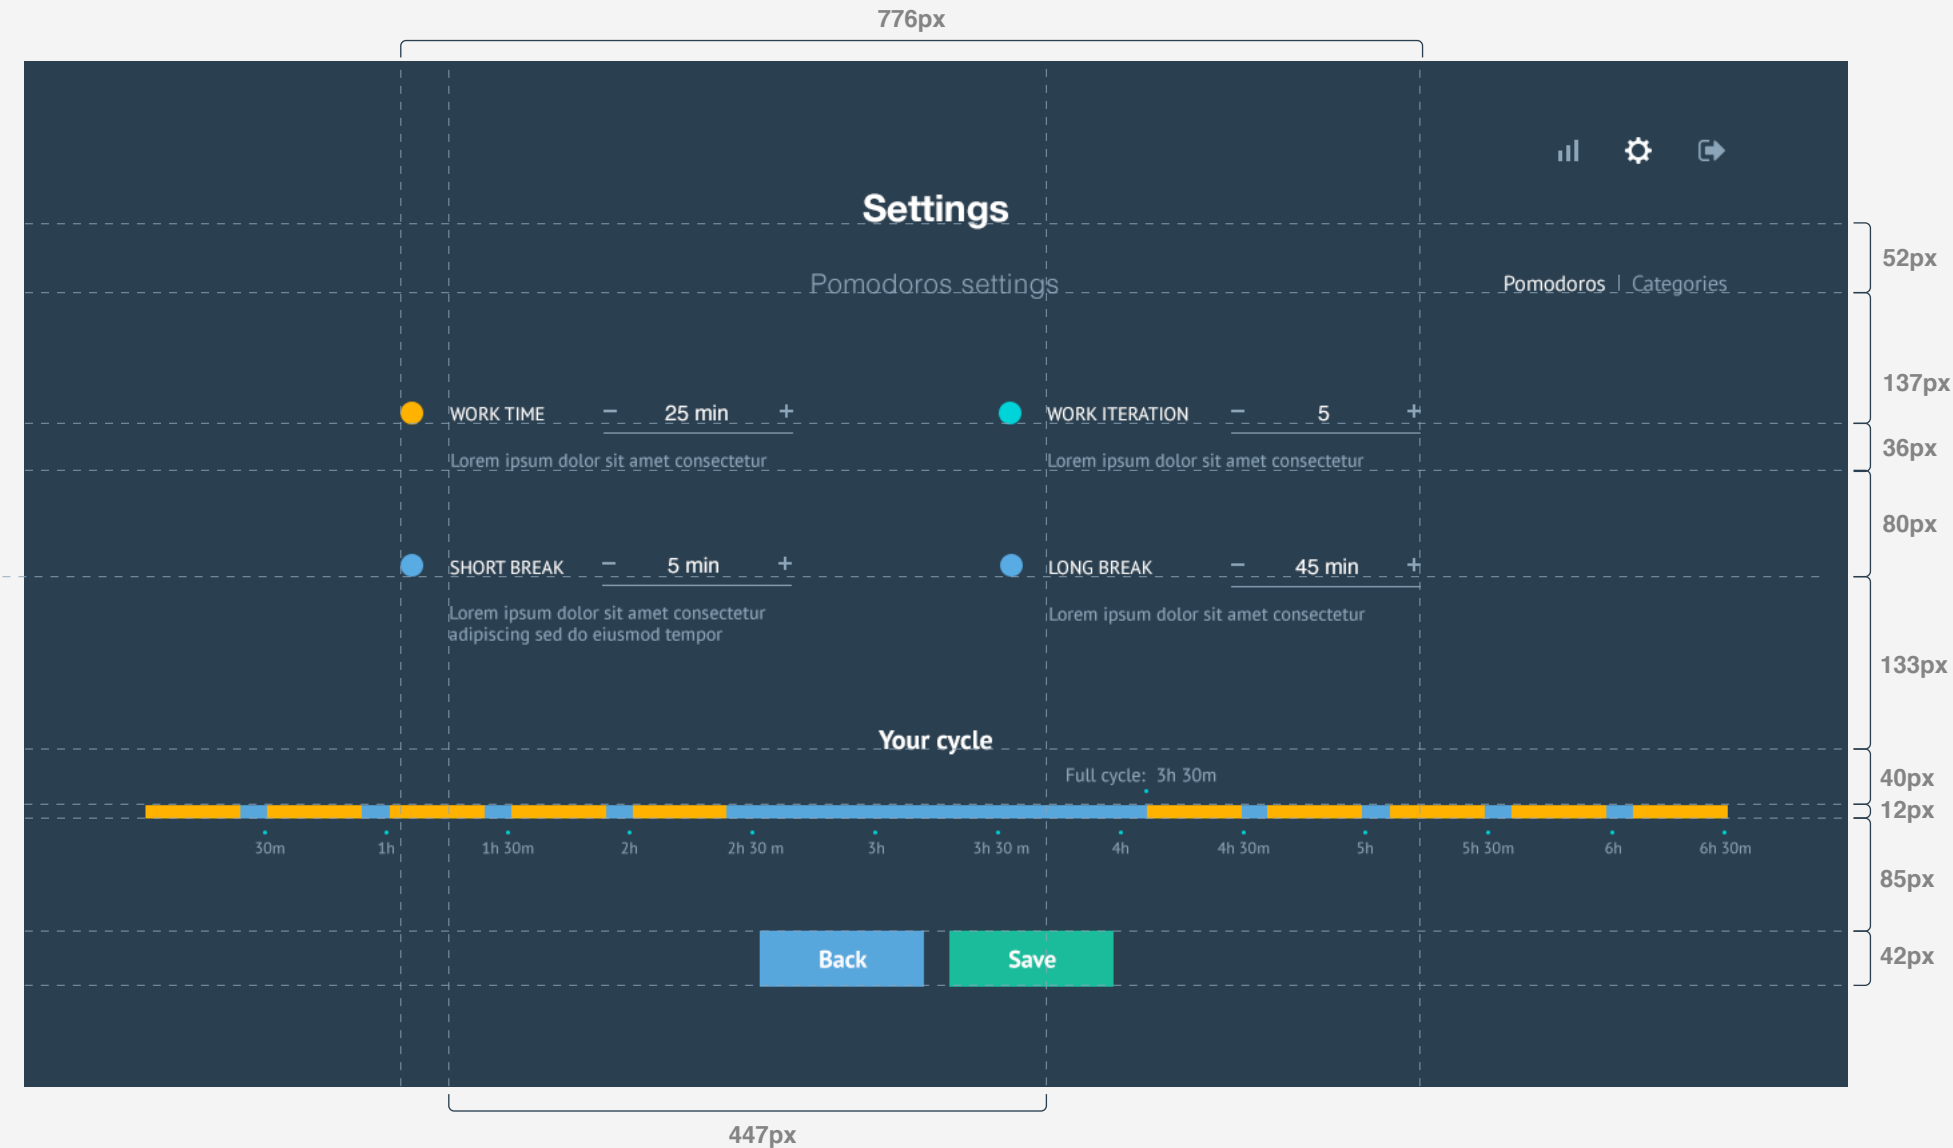 776px
Settings
52px
Pomodoros settings
Pomodoros | Categories
137px
WORK TIME − 25 min +
WORK ITERATION − 5 +
36px
Lorem ipsum dolor sit amet consectetur
Lorem ipsum dolor sit amet consectetur
80px
SHORT BREAK − 5 min +
LONG BREAK − 45 min +
Lorem ipsum dolor sit amet consectetur
adipiscing sed do eiusmod tempor
Lorem ipsum dolor sit amet consectetur
133px
Your cycle
Full cycle: 3h 30m
40px
12px
30m 1h 1h 30m 2h 2h 30 m 3h 3h 30 m 4h 4h 30m 5h 5h 30m 6h 6h 30m
85px
Back
Save
42px
447px